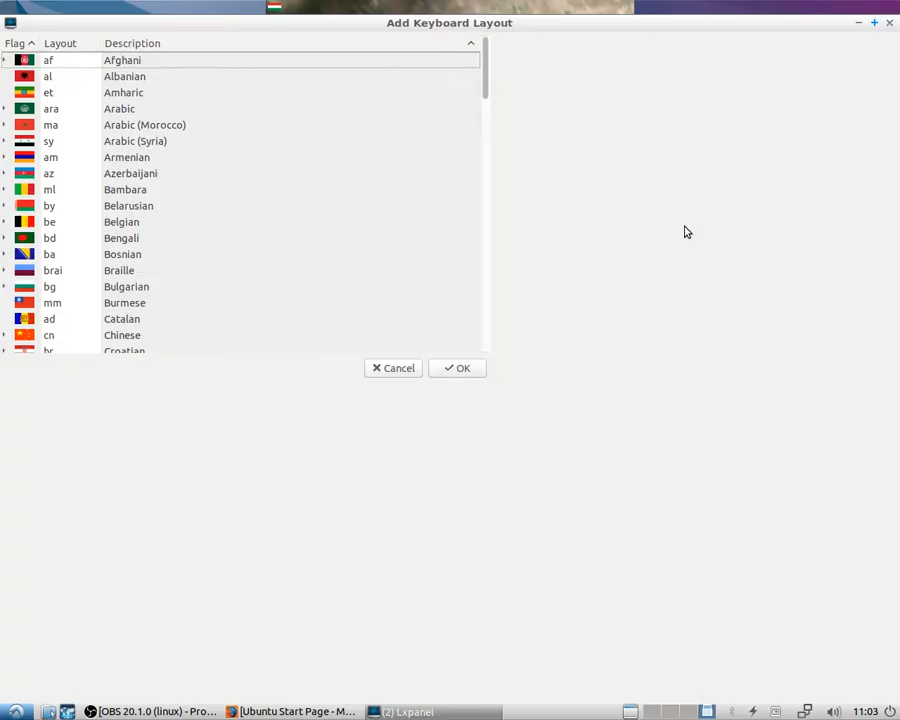 Add Keyboard Layout
Flag Layout Description
af Afghani
al Albanian
et Amharic
ara Arabic
ma Arabic (Morocco)
sy Arabic (Syria)
am Armenian
az Azerbaijani
ml Bambara
by Belarusian
be Belgian
bd Bengali
ba Bosnian
brai Braille
bg Bulgarian
mm Burmese
ad Catalan
cn Chinese
hr Croatian
Cancel OK
[OBS 20.1.0 (linux) - Pro... [Ubuntu Start Page - M... (2) Lxpanel 11:03